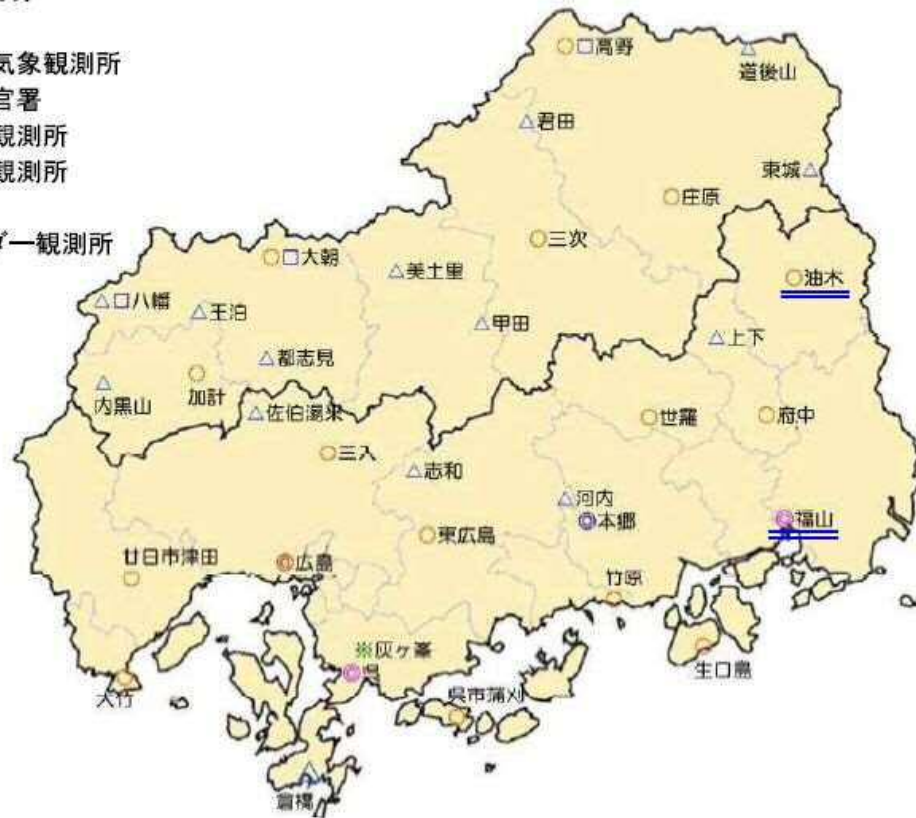 気象観測所
官署
観測所
観測所
ダー観測所
□高野
道後山
△君田
東城△
○庄原
○三次
○□大朝
△美土里
○油木
△□八幡
△王泊
△甲田
△上下
△都志見
内黒山
加計
△佐伯湯来
○世羅
○府中
○三入
△志和
△河内
◎本郷
◎福山
○東広島
廿日市津田
◎広島
竹原
※灰ヶ峯
◎呉
生口島
大竹
呉市蒲刈
倉橋